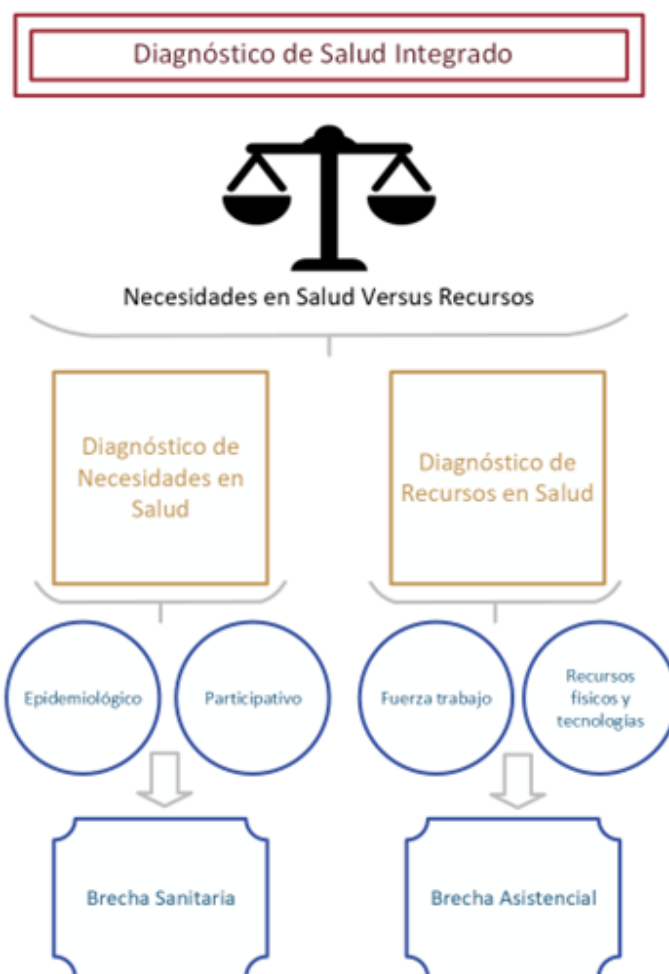 Diagnóstico de Salud Integrado
Necesidades en Salud Versus Recursos
Diagnóstico de
Necesidades en
Salud
Diagnóstico de
Recursos en Salud
Epidemiológico
Participativo
Fuerza trabajo
Recursos
físicos y
tecnologías
Brecha Sanitaria
Brecha Asistencial